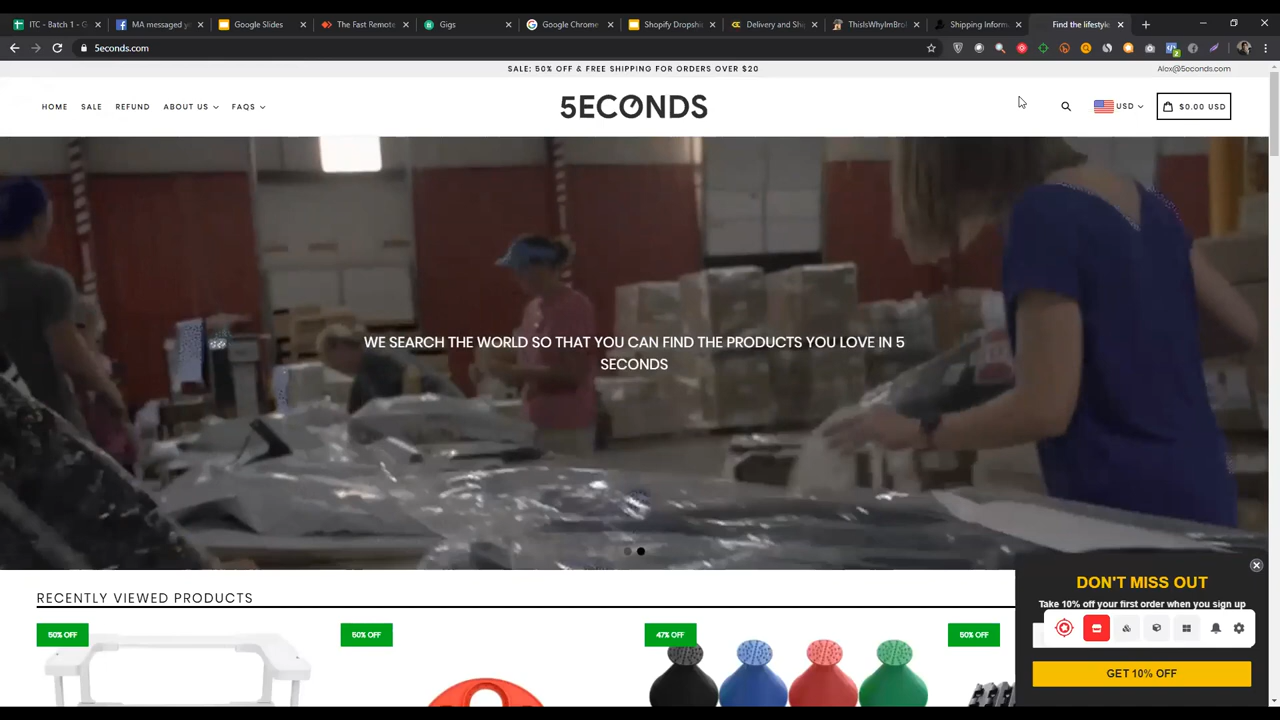 ITC - Batch 1 - G
MA messaged y
Google Slides
The Fast Remote
Gigs
Google Chrome
Shopify Dropshi
Delivery and Shi
ThisIsWhyImBrol
Shipping Inform
Find the lifestyle
5econds.com
SALE: 50% OFF & FREE SHIPPING FOR ORDERS OVER $20
Alex@5econds.com
HOME SALE REFUND ABOUT US FAQS
5ECONDS
USD
$0.00 USD
WE SEARCH THE WORLD SO THAT YOU CAN FIND THE PRODUCTS YOU LOVE IN 5
SECONDS
RECENTLY VIEWED PRODUCTS
50% OFF
50% OFF
47% OFF
50% OFF
DON'T MISS OUT
Take 10% off your first order when you sign up
GET 10% OFF